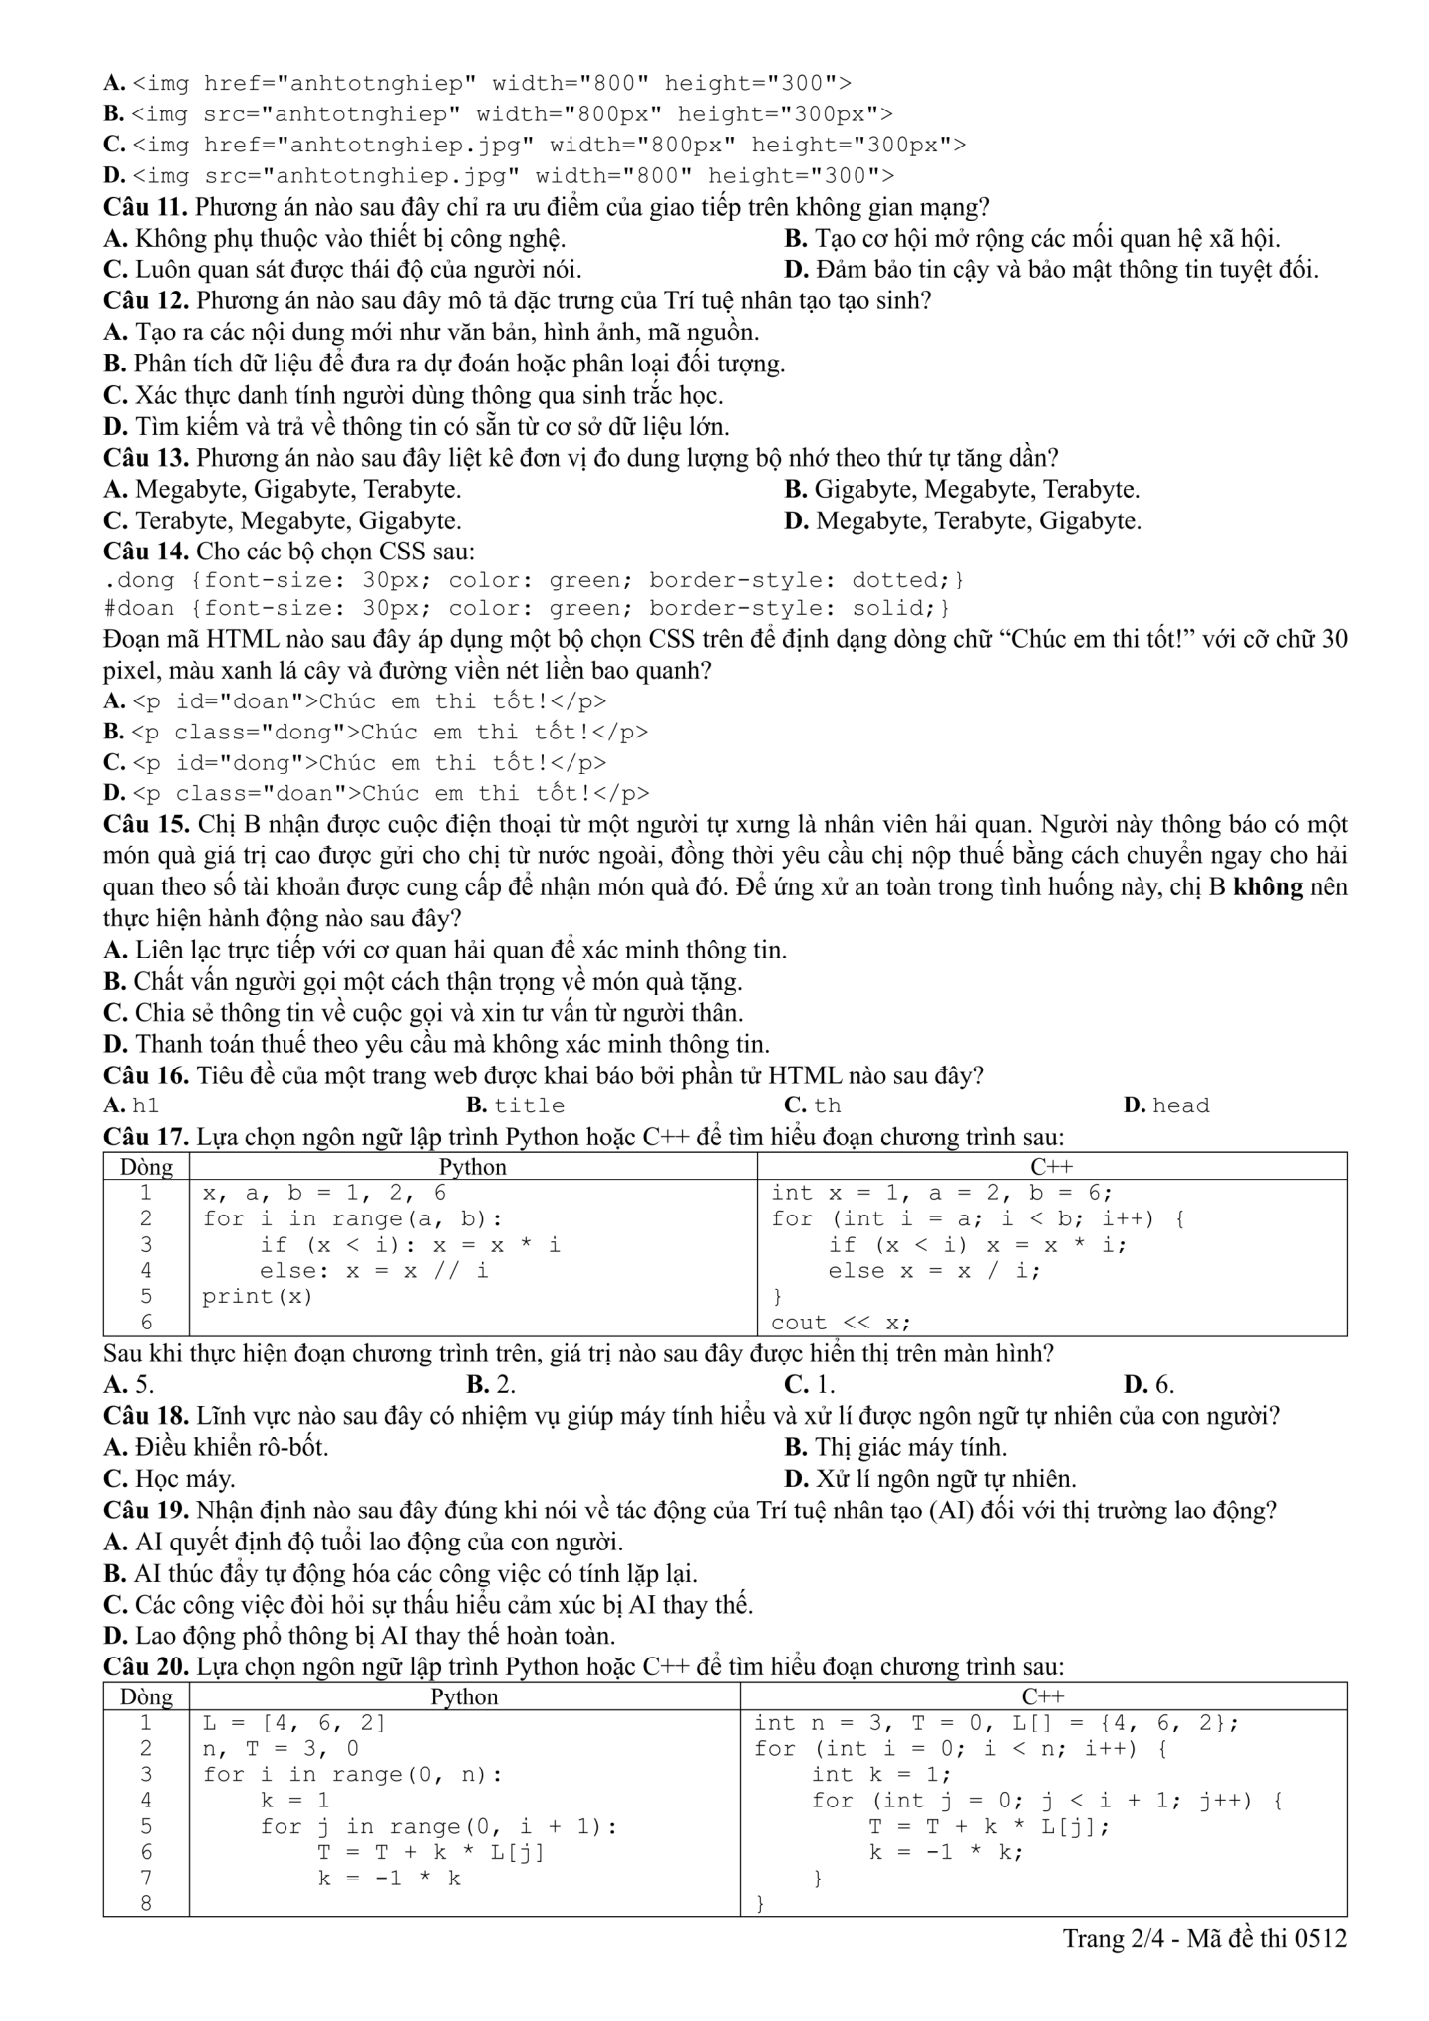 A. <img href="anhtotnghiep" width="800" height="300">
B. <img src="anhtotnghiep" width="800px" height="300px">
C. <img href="anhtotnghiep.jpg" width="800px" height="300px">
D. <img src="anhtotnghiep.jpg" width="800" height="300">
Câu 11. Phương án nào sau đây chỉ ra ưu điểm của giao tiếp trên không gian mạng?
A. Không phụ thuộc vào thiết bị công nghệ. B. Tạo cơ hội mở rộng các mối quan hệ xã hội.
C. Luôn quan sát được thái độ của người nói. D. Đảm bảo tin cậy và bảo mật thông tin tuyệt đối.
Câu 12. Phương án nào sau đây mô tả đặc trưng của Trí tuệ nhân tạo tạo sinh?
A. Tạo ra các nội dung mới như văn bản, hình ảnh, mã nguồn.
B. Phân tích dữ liệu để đưa ra dự đoán hoặc phân loại đối tượng.
C. Xác thực danh tính người dùng thông qua sinh trắc học.
D. Tìm kiếm và trả về thông tin có sẵn từ cơ sở dữ liệu lớn.
Câu 13. Phương án nào sau đây liệt kê đơn vị đo dung lượng bộ nhớ theo thứ tự tăng dần?
A. Megabyte, Gigabyte, Terabyte. B. Gigabyte, Megabyte, Terabyte.
C. Terabyte, Megabyte, Gigabyte. D. Megabyte, Terabyte, Gigabyte.
Câu 14. Cho các bộ chọn CSS sau:
.dong {font-size: 30px; color: green; border-style: dotted;}
#doan {font-size: 30px; color: green; border-style: solid;}
Đoạn mã HTML nào sau đây áp dụng một bộ chọn CSS trên để định dạng dòng chữ “Chúc em thi tốt!” với cỡ chữ 30
pixel, màu xanh lá cây và đường viền nét liền bao quanh?
A. <p id="doan">Chúc em thi tốt!</p>
B. <p class="dong">Chúc em thi tốt!</p>
C. <p id="dong">Chúc em thi tốt!</p>
D. <p class="doan">Chúc em thi tốt!</p>
Câu 15. Chị B nhận được cuộc điện thoại từ một người tự xưng là nhân viên hải quan. Người này thông báo có một
món quà giá trị cao được gửi cho chị từ nước ngoài, đồng thời yêu cầu chị nộp thuế bằng cách chuyển ngay cho hải
quan theo số tài khoản được cung cấp để nhận món quà đó. Để ứng xử an toàn trong tình huống này, chị B không nên
thực hiện hành động nào sau đây?
A. Liên lạc trực tiếp với cơ quan hải quan để xác minh thông tin.
B. Chất vấn người gọi một cách thận trọng về món quà tặng.
C. Chia sẻ thông tin về cuộc gọi và xin tư vấn từ người thân.
D. Thanh toán thuế theo yêu cầu mà không xác minh thông tin.
Câu 16. Tiêu đề của một trang web được khai báo bởi phần tử HTML nào sau đây?
A. h1 B. title C. th D. head
Câu 17. Lựa chọn ngôn ngữ lập trình Python hoặc C++ để tìm hiểu đoạn chương trình sau:
Dòng Python C++
1 x, a, b = 1, 2, 6 int x = 1, a = 2, b = 6;
2 for i in range(a, b): for (int i = a; i < b; i++) {
3 if (x < i): x = x * i if (x < i) x = x * i;
4 else: x = x // i else x = x / i;
5 print(x) }
6 cout << x;
Sau khi thực hiện đoạn chương trình trên, giá trị nào sau đây được hiển thị trên màn hình?
A. 5. B. 2. C. 1. D. 6.
Câu 18. Lĩnh vực nào sau đây có nhiệm vụ giúp máy tính hiểu và xử lí được ngôn ngữ tự nhiên của con người?
A. Điều khiển rô-bốt. B. Thị giác máy tính.
C. Học máy. D. Xử lí ngôn ngữ tự nhiên.
Câu 19. Nhận định nào sau đây đúng khi nói về tác động của Trí tuệ nhân tạo (AI) đối với thị trường lao động?
A. AI quyết định độ tuổi lao động của con người.
B. AI thúc đẩy tự động hóa các công việc có tính lặp lại.
C. Các công việc đòi hỏi sự thấu hiểu cảm xúc bị AI thay thế.
D. Lao động phổ thông bị AI thay thế hoàn toàn.
Câu 20. Lựa chọn ngôn ngữ lập trình Python hoặc C++ để tìm hiểu đoạn chương trình sau:
Dòng Python C++
1 L = [4, 6, 2] int n = 3, T = 0, L[] = {4, 6, 2};
2 n, T = 3, 0 for (int i = 0; i < n; i++) {
3 for i in range(0, n): int k = 1;
4 k = 1 for (int j = 0; j < i + 1; j++) {
5 for j in range(0, i + 1): T = T + k * L[j];
6 T = T + k * L[j] k = -1 * k;
7 k = -1 * k }
8 }
Trang 2/4 - Mã đề thi 0512